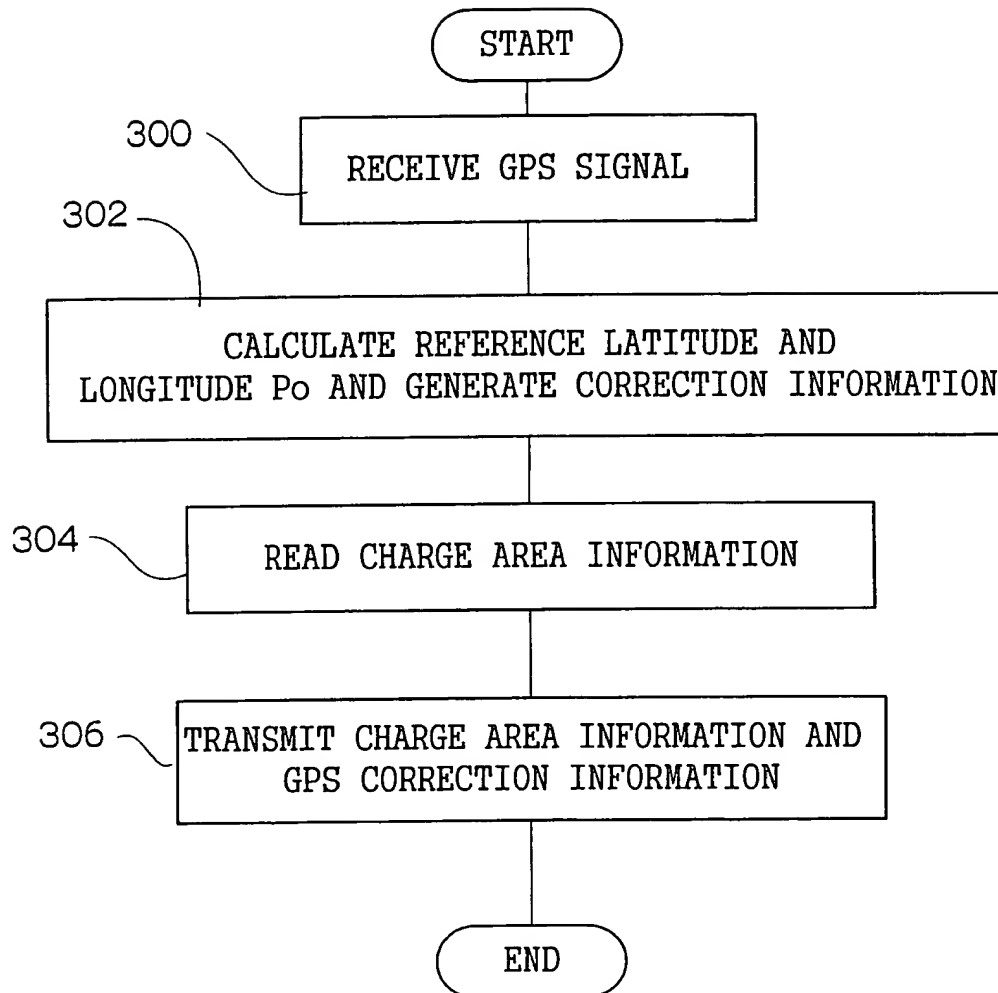 START
300
RECEIVE GPS SIGNAL
302
CALCULATE REFERENCE LATITUDE AND
LONGITUDE Po AND GENERATE CORRECTION INFORMATION
304
READ CHARGE AREA INFORMATION
306
TRANSMIT CHARGE AREA INFORMATION AND
GPS CORRECTION INFORMATION
END